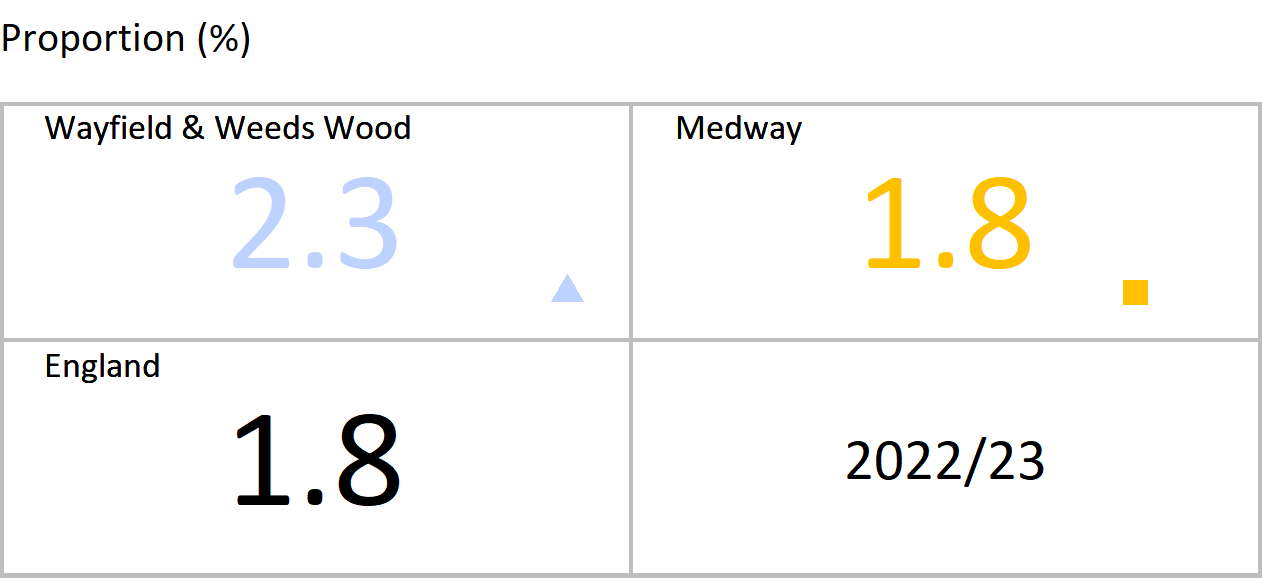 Proportion (%)
Wayfield & Weeds Wood
2.3
Medway
1.8
England
1.8
2022/23